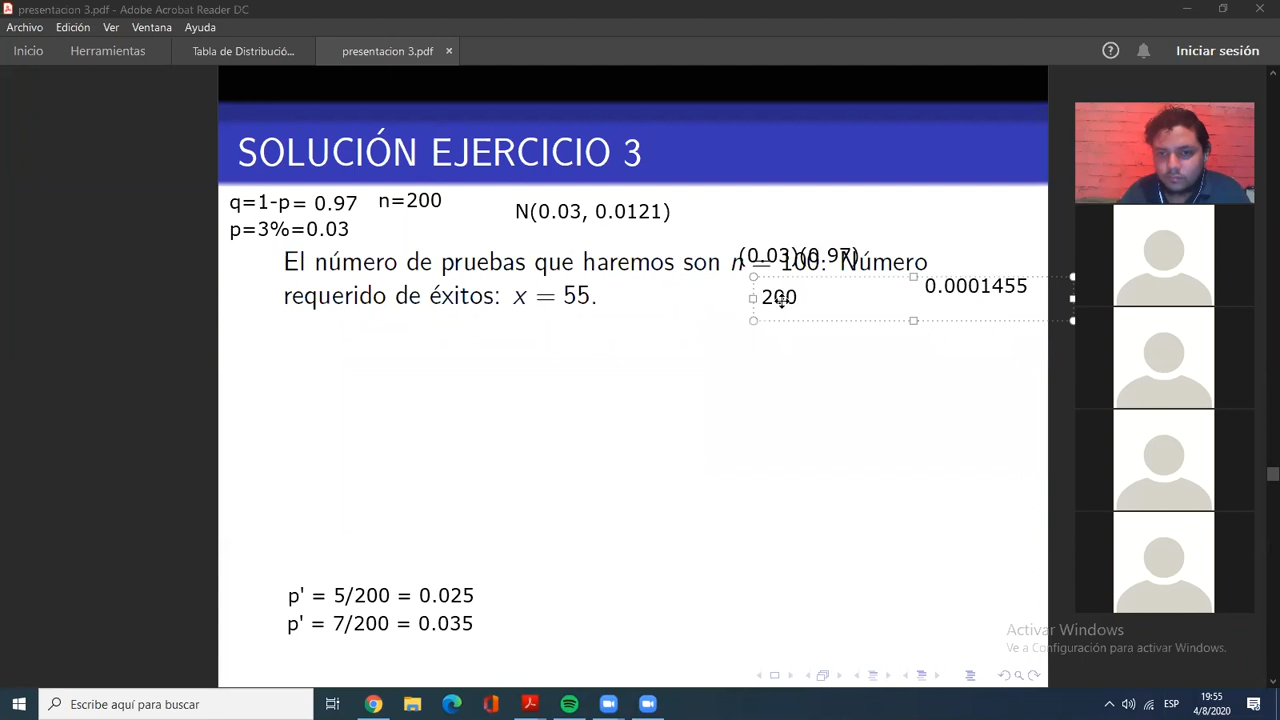 presentacion 3.pdf - Adobe Acrobat Reader DC
Archivo Edición Ver Ventana Ayuda
Inicio Herramientas Tabla de Distribució... presentacion 3.pdf × Iniciar sesión
SOLUCIÓN EJERCICIO 3
q=1-p= 0.97 n=200
N(0.03, 0.0121)
p=3%=0.03
(0.03)(0.97)
El número de pruebas que haremos son n = 100. Número
requerido de éxitos: x = 55.
200
0.0001455
p' = 5/200 = 0.025
p' = 7/200 = 0.035
Activar Windows
Ve a Configuración para activar Windows.
Escribe aquí para buscar
ESP
19:55
4/8/2020